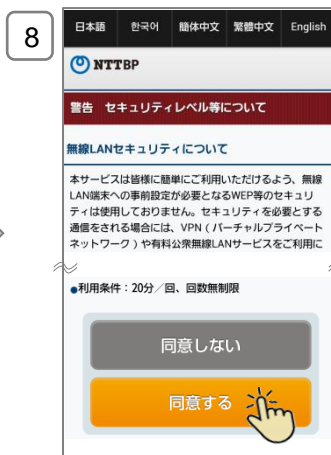 8
日本語 한국어 簡体中文 繁體中文 English
NTTBP
警告 セキュリティレベル等について
無線LANセキュリティについて
本サービスは皆様に簡単にご利用いただけるよう、無線
LAN端末への事前設定が必要となるWEP等のセキュリ
ティは使用しておりません。セキュリティを必要とする
通信をされる場合には、VPN（バーチャルプライベート
ネットワーク）や有料公衆無線LANサービスをご利用に
●利用条件：20分／回、回数無制限
同意しない
同意する